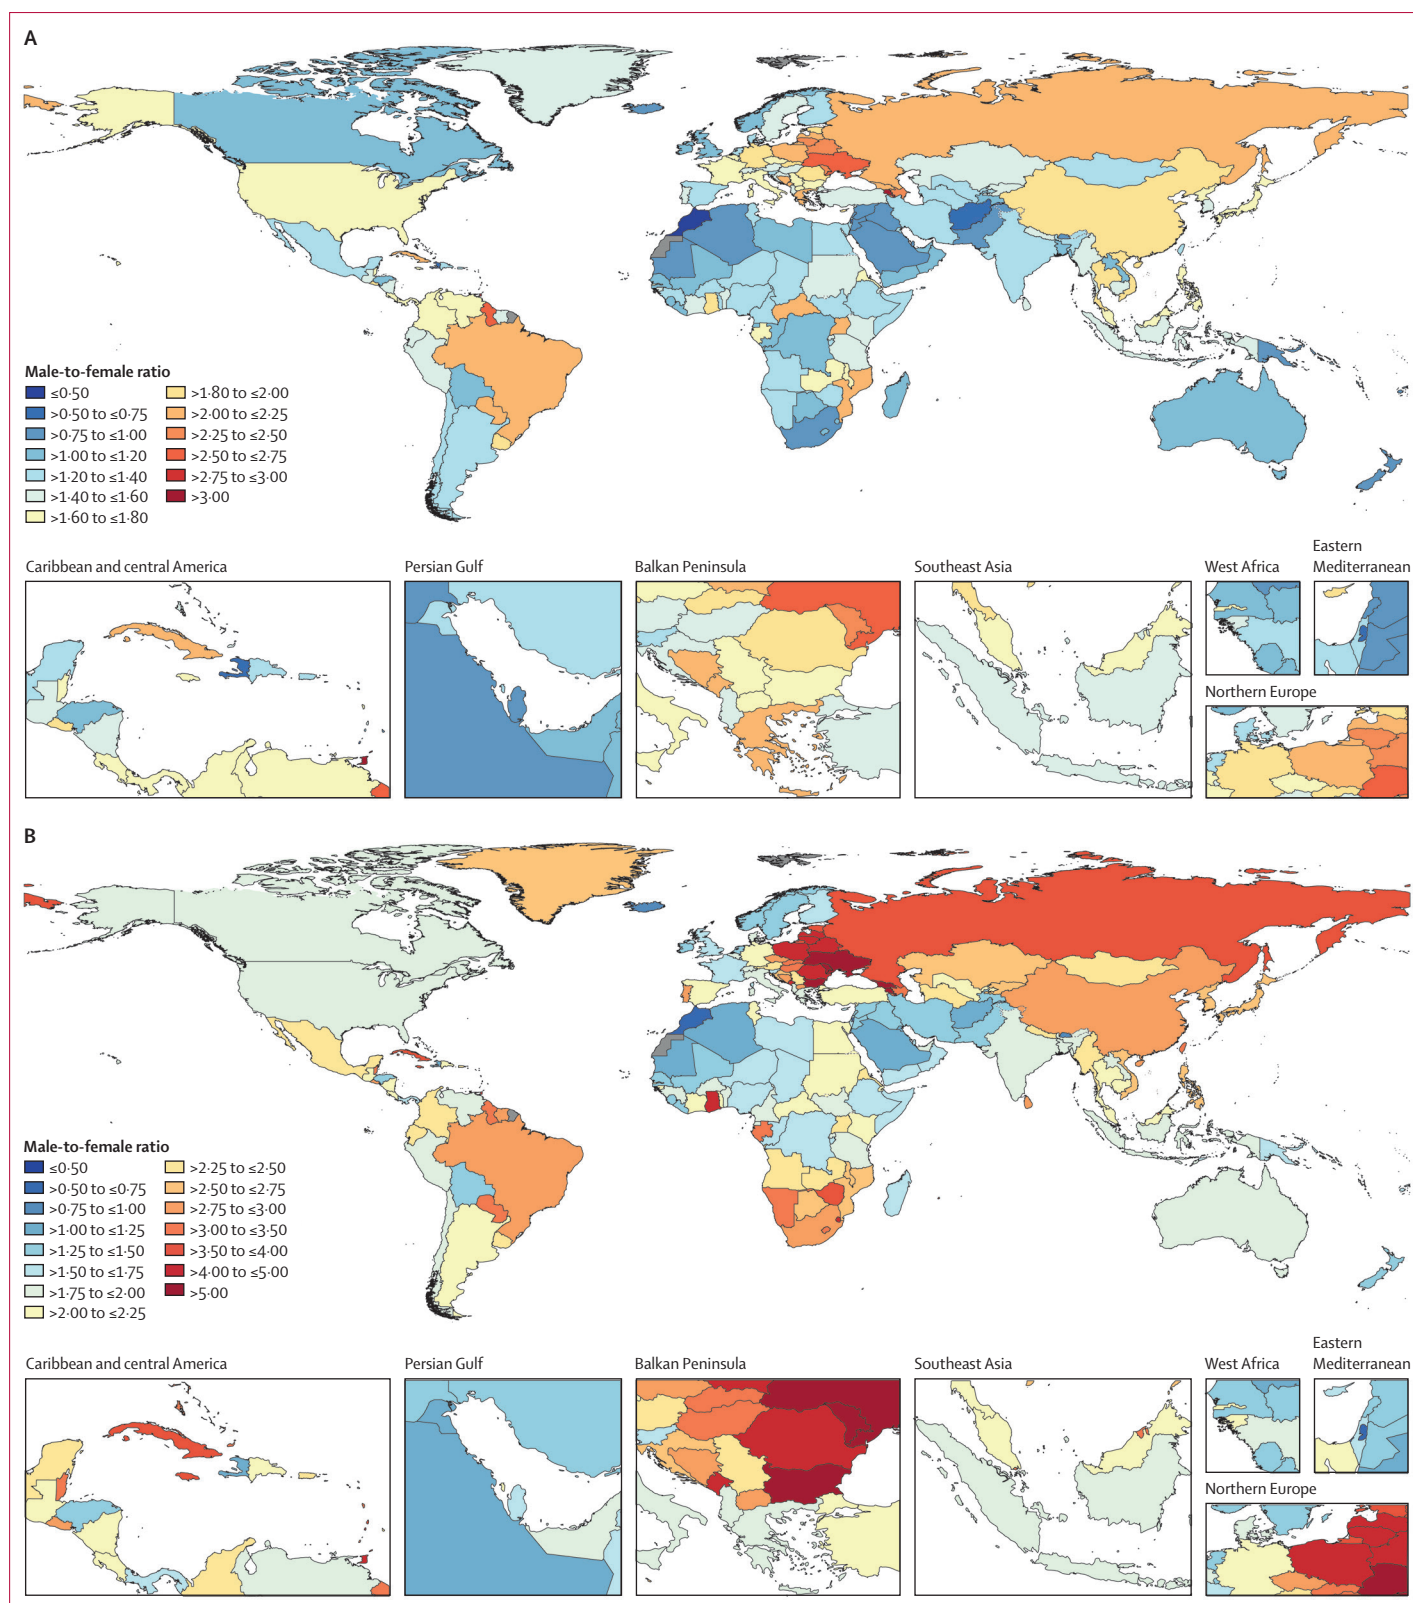 A
Male-to-female ratio
≤0·50
>0·50 to ≤0·75
>0·75 to ≤1·00
>1·00 to ≤1·20
>1·20 to ≤1·40
>1·40 to ≤1·60
>1·60 to ≤1·80
>1·80 to ≤2·00
>2·00 to ≤2·25
>2·25 to ≤2·50
>2·50 to ≤2·75
>2·75 to ≤3·00
>3·00
Caribbean and central America
Persian Gulf
Balkan Peninsula
Southeast Asia
West Africa
Eastern
Mediterranean
Northern Europe
B
Male-to-female ratio
≤0·50
>0·50 to ≤0·75
>0·75 to ≤1·00
>1·00 to ≤1·25
>1·25 to ≤1·50
>1·50 to ≤1·75
>1·75 to ≤2·00
>2·00 to ≤2·25
>2·25 to ≤2·50
>2·50 to ≤2·75
>2·75 to ≤3·00
>3·00 to ≤3·50
>3·50 to ≤4·00
>4·00 to ≤5·00
>5·00
Caribbean and central America
Persian Gulf
Balkan Peninsula
Southeast Asia
West Africa
Eastern
Mediterranean
Northern Europe